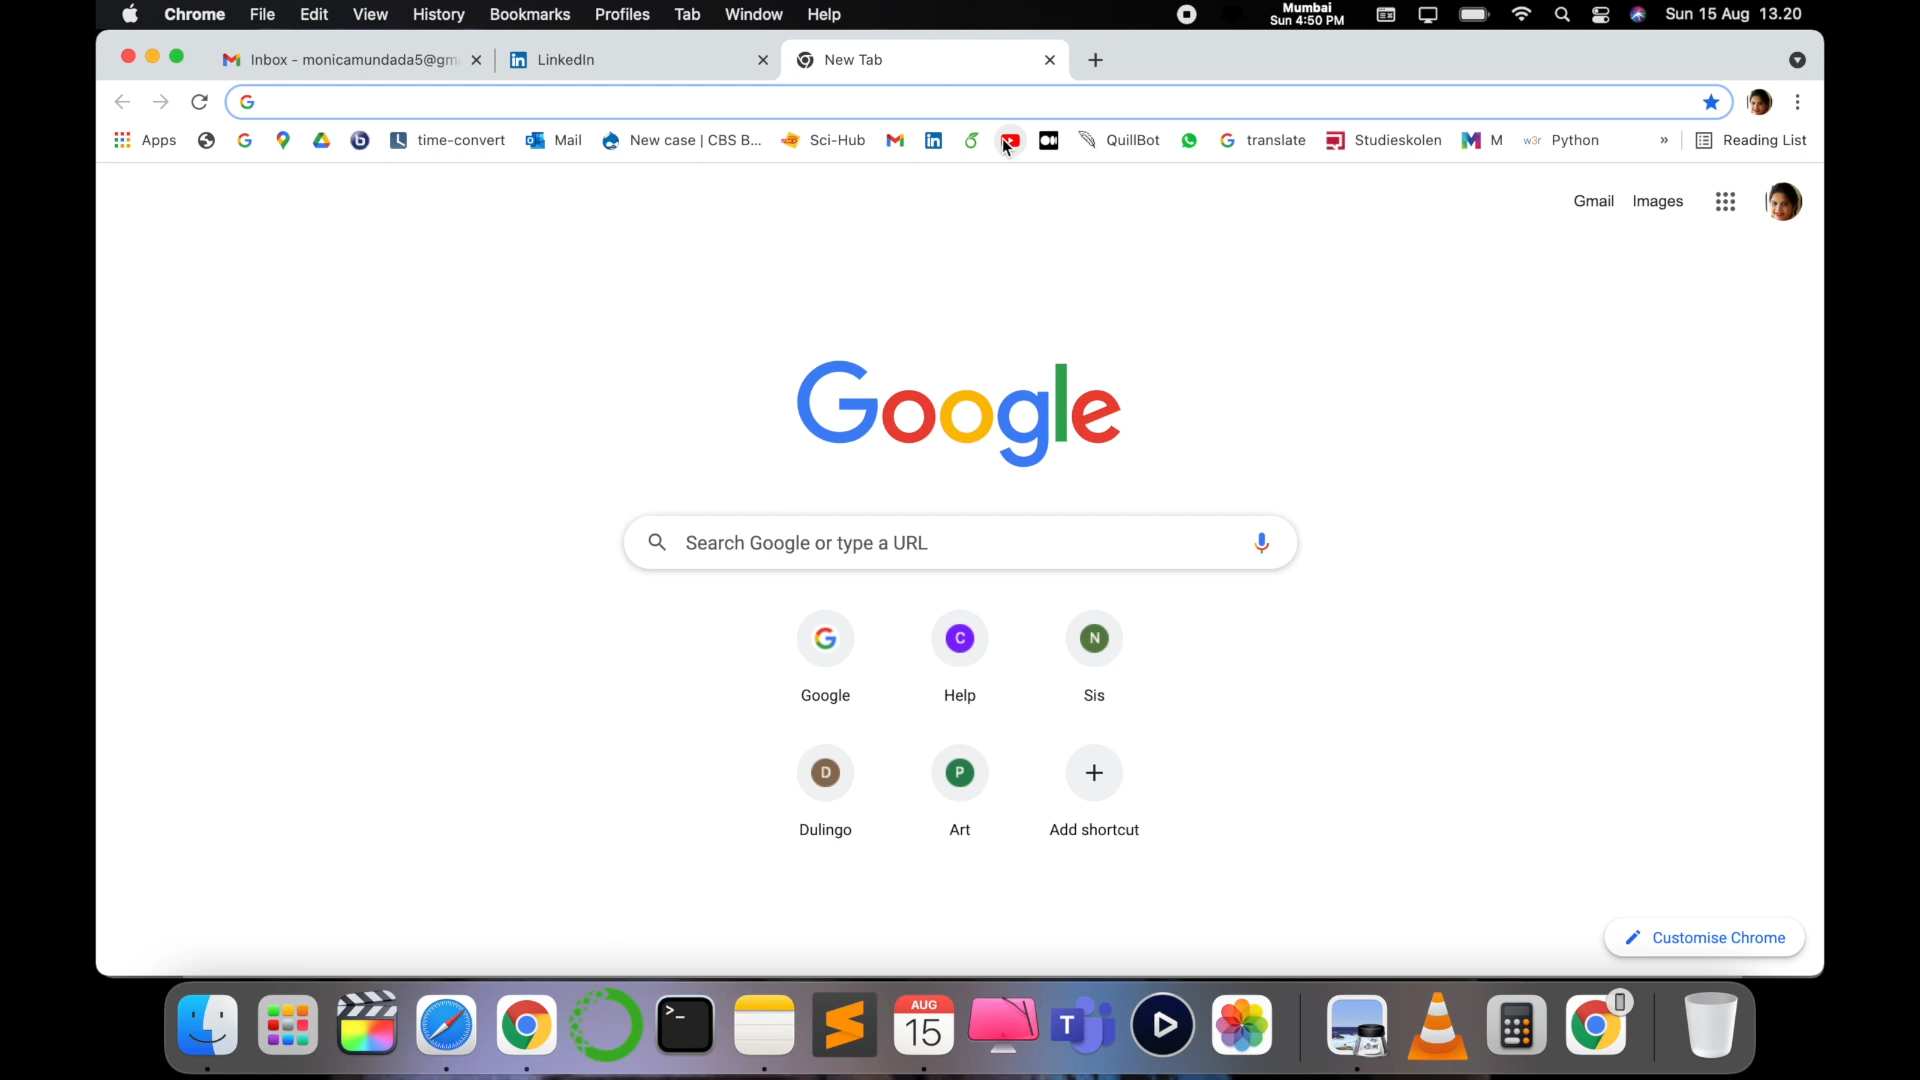 Chrome File Edit View History Bookmarks Profiles Tab Window Help
Mumbai
Sun 4:50 PM
Sun 15 Aug 13.20
Inbox - monicamundada5@gm
LinkedIn
New Tab
Apps
time-convert
Mail
New case | CBS B...
Sci-Hub
QuillBot
translate
Studieskolen
M
w3r Python
»
Reading List
Gmail Images
Google
Search Google or type a URL
G C N
Google Help Sis
D P +
Dulingo Art Add shortcut
Customise Chrome
>_
AUG
15
T